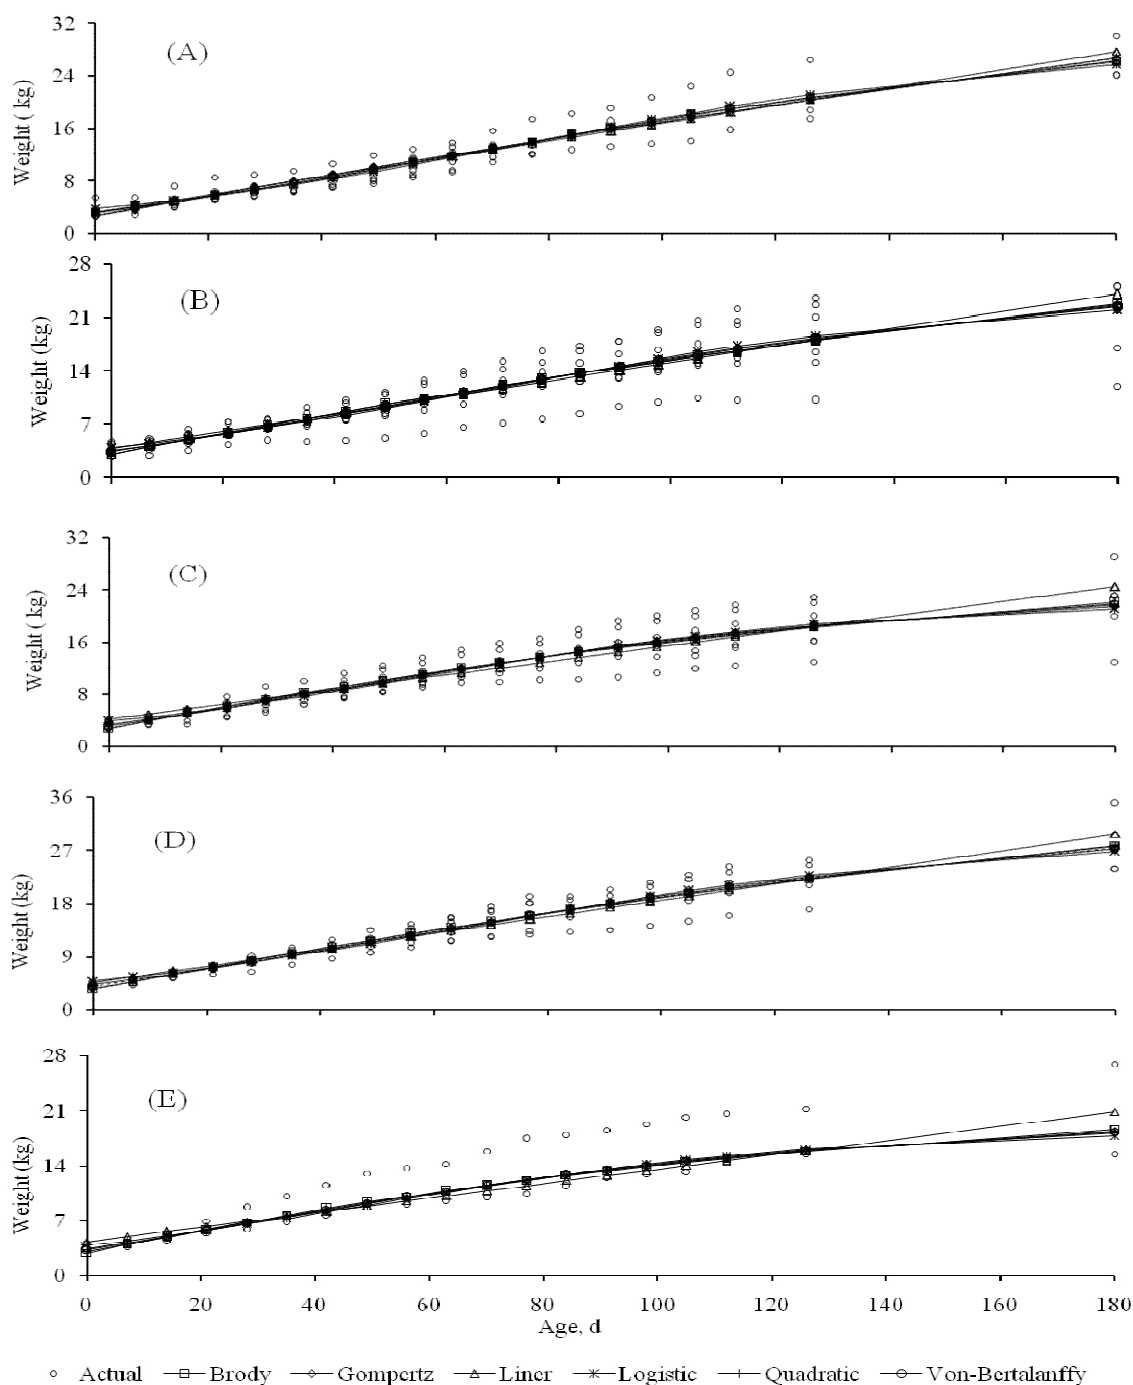 32
(A)
24
16
8
0
Weight ( kg)
28
(B)
21
14
7
0
Weight (kg)
32
(C)
24
16
8
0
Weight ( kg)
36
(D)
27
18
9
0
Weight (kg)
28
(E)
21
14
7
0
Weight (kg)
0 20 40 60 80 100 120 140 160 180
Age, d
Actual Brody Gompertz Liner Logistic Quadratic Von-Bertalanffy